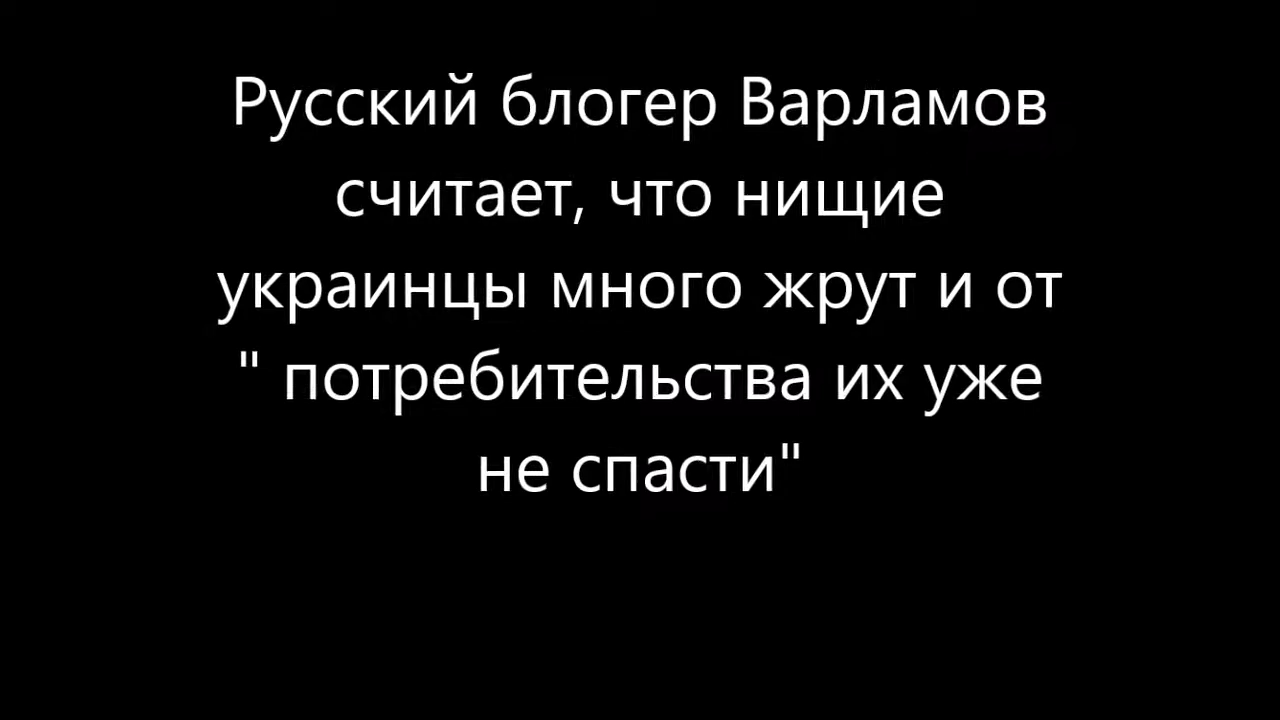 Русский блогер Варламов
считает, что нищие
украинцы много жрут и от
" потребительства их уже
не спасти"